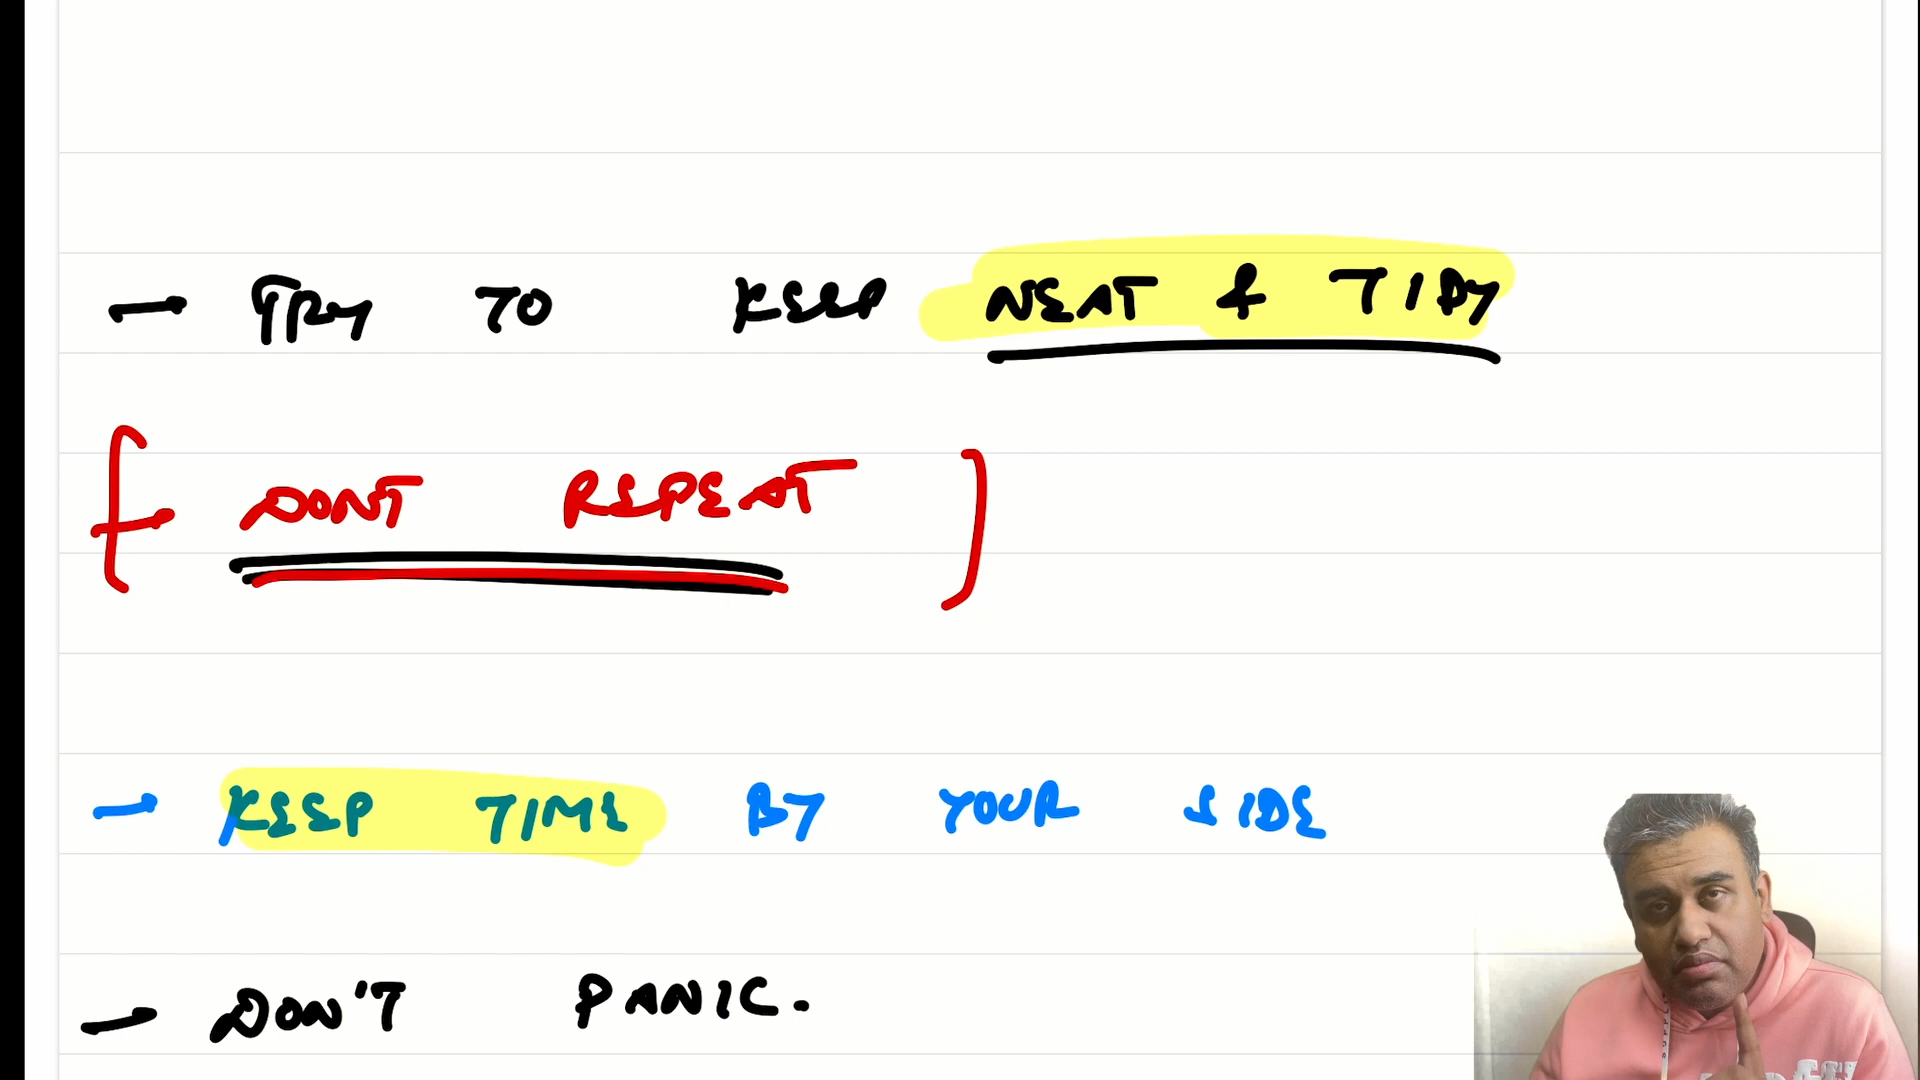 - TRY TO KEEP NEAT & TIDY
[- DONT REPEAT ]
- KEEP TIME BY YOUR SIDE
- DON'T PANIC.